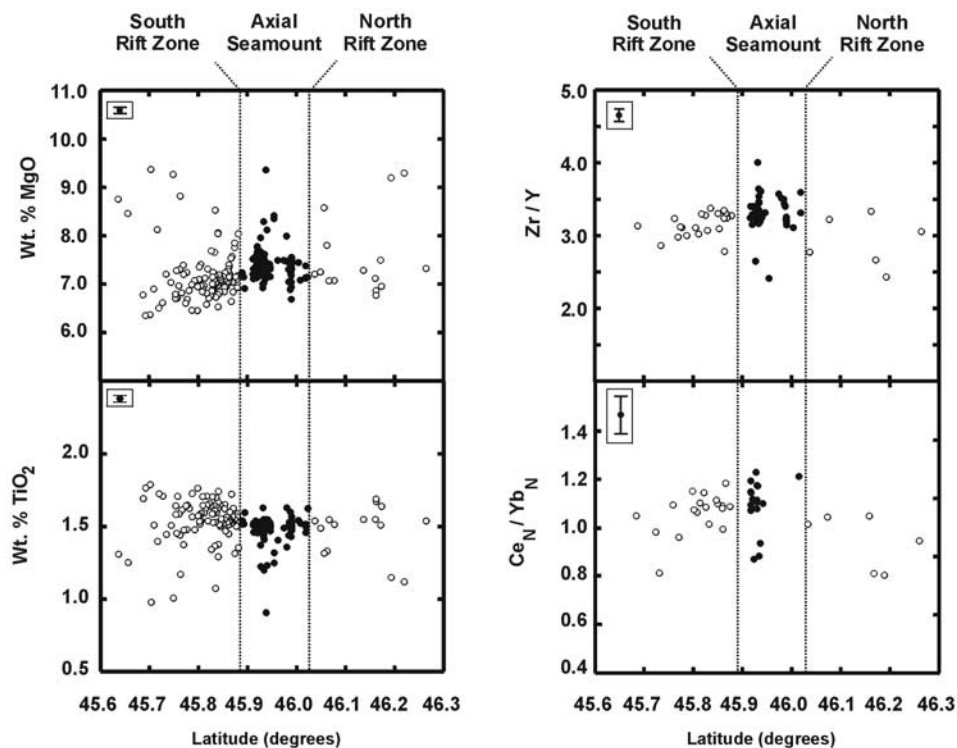 South Rift Zone
Axial Seamount
North Rift Zone
South Rift Zone
Axial Seamount
North Rift Zone
Wt. % MgO
11.0
10.0
9.0
8.0
7.0
6.0
Wt. % TiO2
2.0
1.5
1.0
0.5
45.6 45.7 45.8 45.9 46.0 46.1 46.2 46.3
Latitude (degrees)
Zr / Y
5.0
4.0
3.0
2.0
CeN / YbN
1.4
1.2
1.0
0.8
0.6
0.4
45.6 45.7 45.8 45.9 46.0 46.1 46.2 46.3
Latitude (degrees)